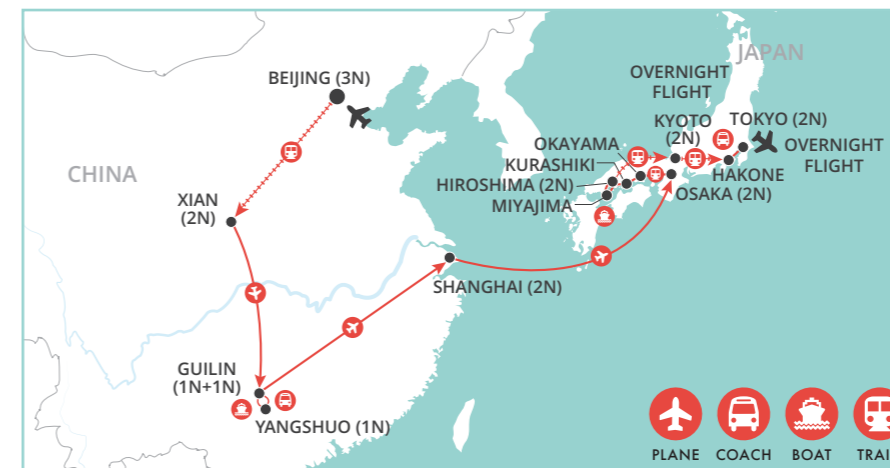 JAPAN
BEIJING (3N)
OVERNIGHT
FLIGHT
KYOTO
(2N)
TOKYO (2N)
OVERNIGHT
FLIGHT
OKAYAMA
KURASHIKI
HIROSHIMA (2N)
MIYAJIMA
HAKONE
OSAKA (2N)
CHINA
XIAN
(2N)
SHANGHAI (2N)
GUILIN
(1N+1N)
YANGSHUO (1N)
PLANE COACH BOAT TRAI